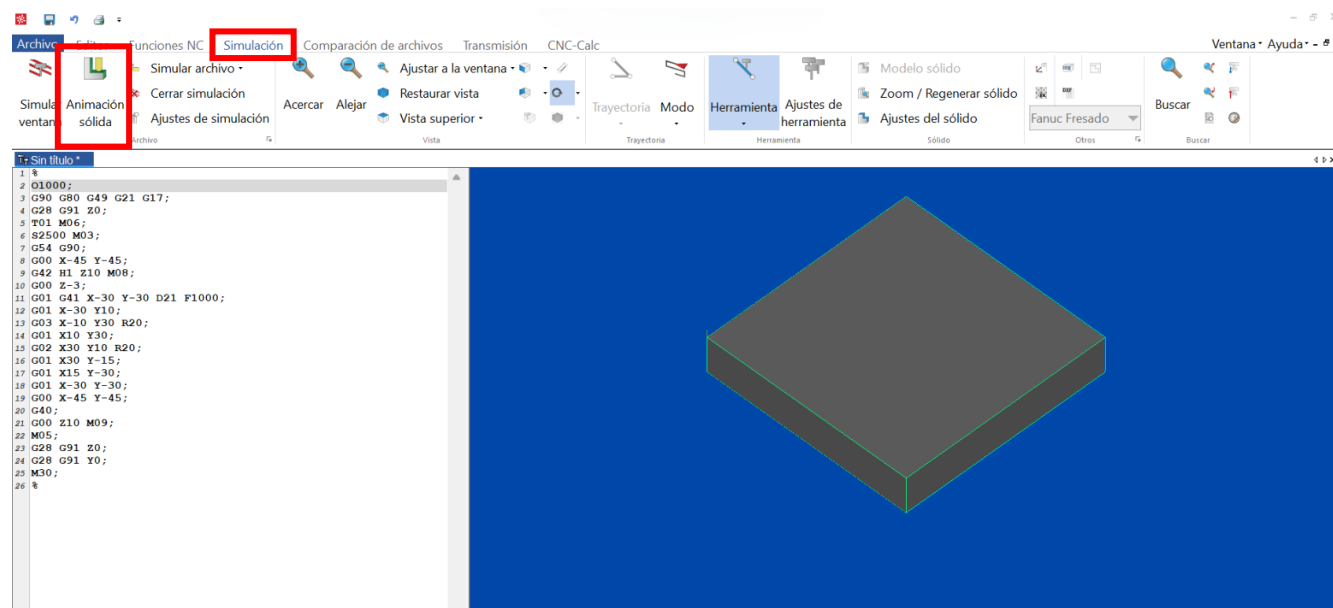 Archivo Editor Funciones NC Simulación Comparación de archivos Transmisión CNC-Calc Ventana Ayuda
Simular ventana
Animación sólida
Simular archivo
Cerrar simulación
Ajustes de simulación
Archivo
Acercar Alejar
Ajustar a la ventana
Restaurar vista
Vista superior
Vista
Trayectoria Modo
Trayectoria
Herramienta
Ajustes de herramienta
Herramienta
Modelo sólido
Zoom / Regenerar sólido
Ajustes del sólido
Sólido
DXF
Fanuc Fresado
Otros
Buscar
Buscar
Sin título *
1 %
2 O1000;
3 G90 G80 G49 G21 G17;
4 G28 G91 Z0;
5 T01 M06;
6 S2500 M03;
7 G54 G90;
8 G00 X-45 Y-45;
9 G42 H1 Z10 M08;
10 G00 Z-3;
11 G01 G41 X-30 Y-30 D21 F1000;
12 G01 X-30 Y10;
13 G03 X-10 Y30 R20;
14 G01 X10 Y30;
15 G02 X30 Y10 R20;
16 G01 X30 Y-15;
17 G01 X15 Y-30;
18 G01 X-30 Y-30;
19 G00 X-45 Y-45;
20 G40;
21 G00 Z10 M09;
22 M05;
23 G28 G91 Z0;
24 G28 G91 Y0;
25 M30;
26 %